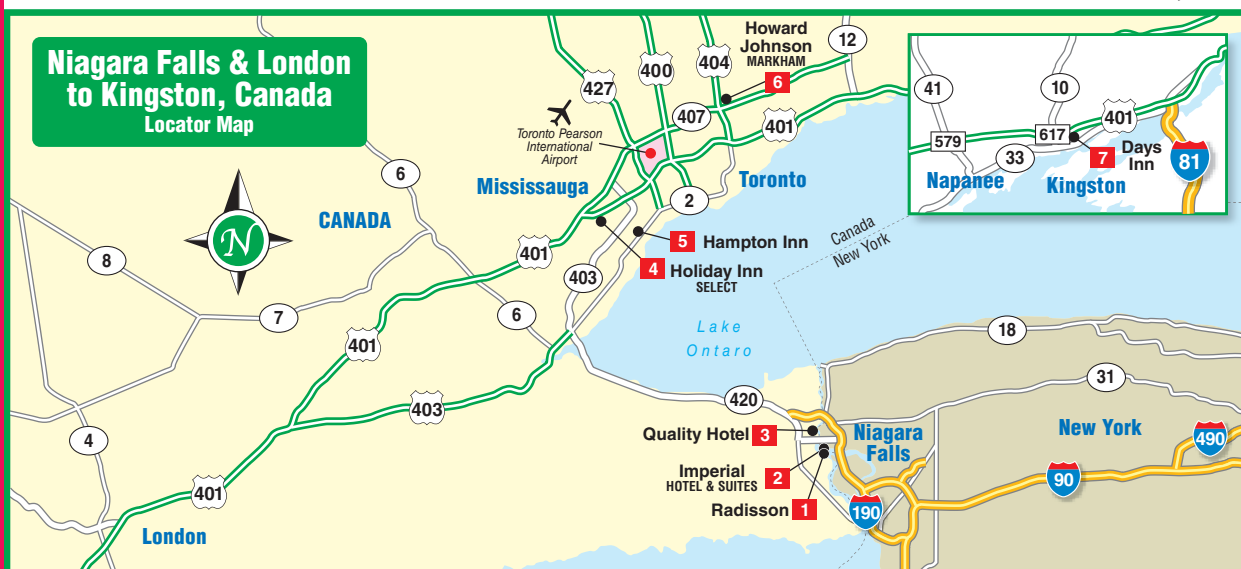 Niagara Falls & London
to Kingston, Canada
Locator Map
N
Howard
Johnson
MARKHAM
6
12
427
400
404
407
401
Toronto Pearson
International
Airport
Mississauga
Toronto
2
6
CANADA
8
7
401
403
6
5 Hampton Inn
4 Holiday Inn
SELECT
Canada
New York
Lake
Ontaro
401
403
4
401
London
420
Quality Hotel 3
Imperial
HOTEL & SUITES
2
Radisson 1
Niagara
Falls
190
18
31
New York
490
90
41
10
401
579
617
33
7 Days
Inn
81
Napanee
Kingston